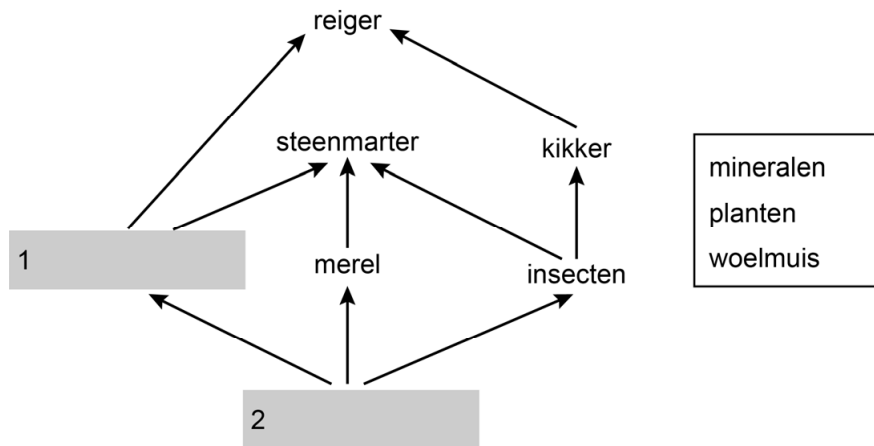 reiger
steenmarter
kikker
1
merel
insecten
2
mineralen
planten
woelmuis